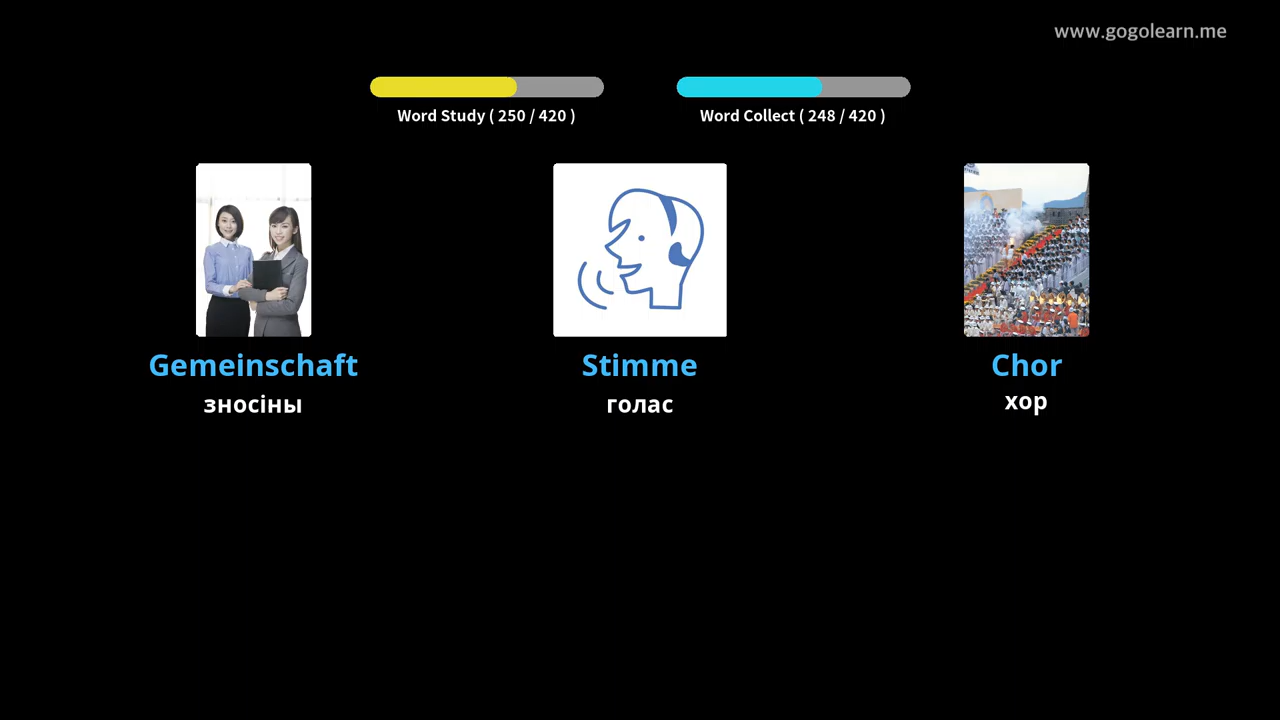 www.gogolearn.me
Word Study ( 250 / 420 )
Word Collect ( 248 / 420 )
Gemeinschaft
Stimme
Chor
зносіны
голас
хор